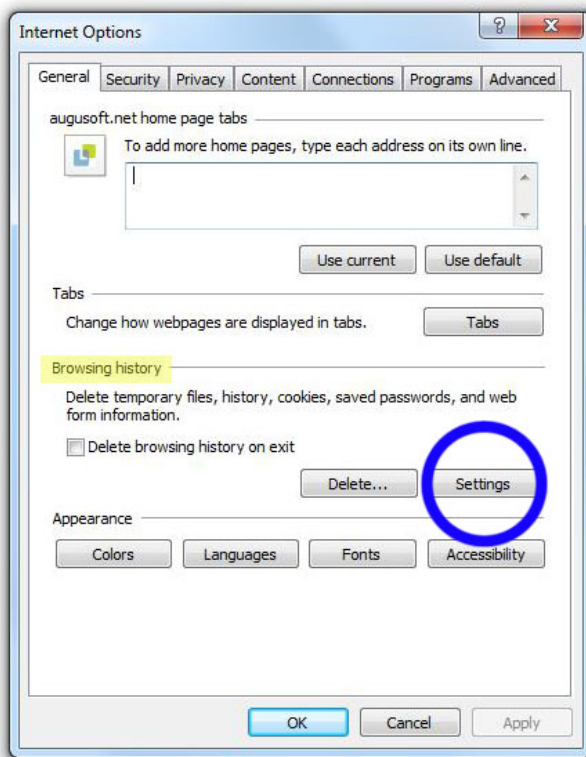 Internet Options
General Security Privacy Content Connections Programs Advanced
augusoft.net home page tabs
To add more home pages, type each address on its own line.
Use current Use default
Tabs
Change how webpages are displayed in tabs. Tabs
Browsing history
Delete temporary files, history, cookies, saved passwords, and web
form information.
Delete browsing history on exit
Delete... Settings
Appearance
Colors Languages Fonts Accessibility
OK Cancel Apply